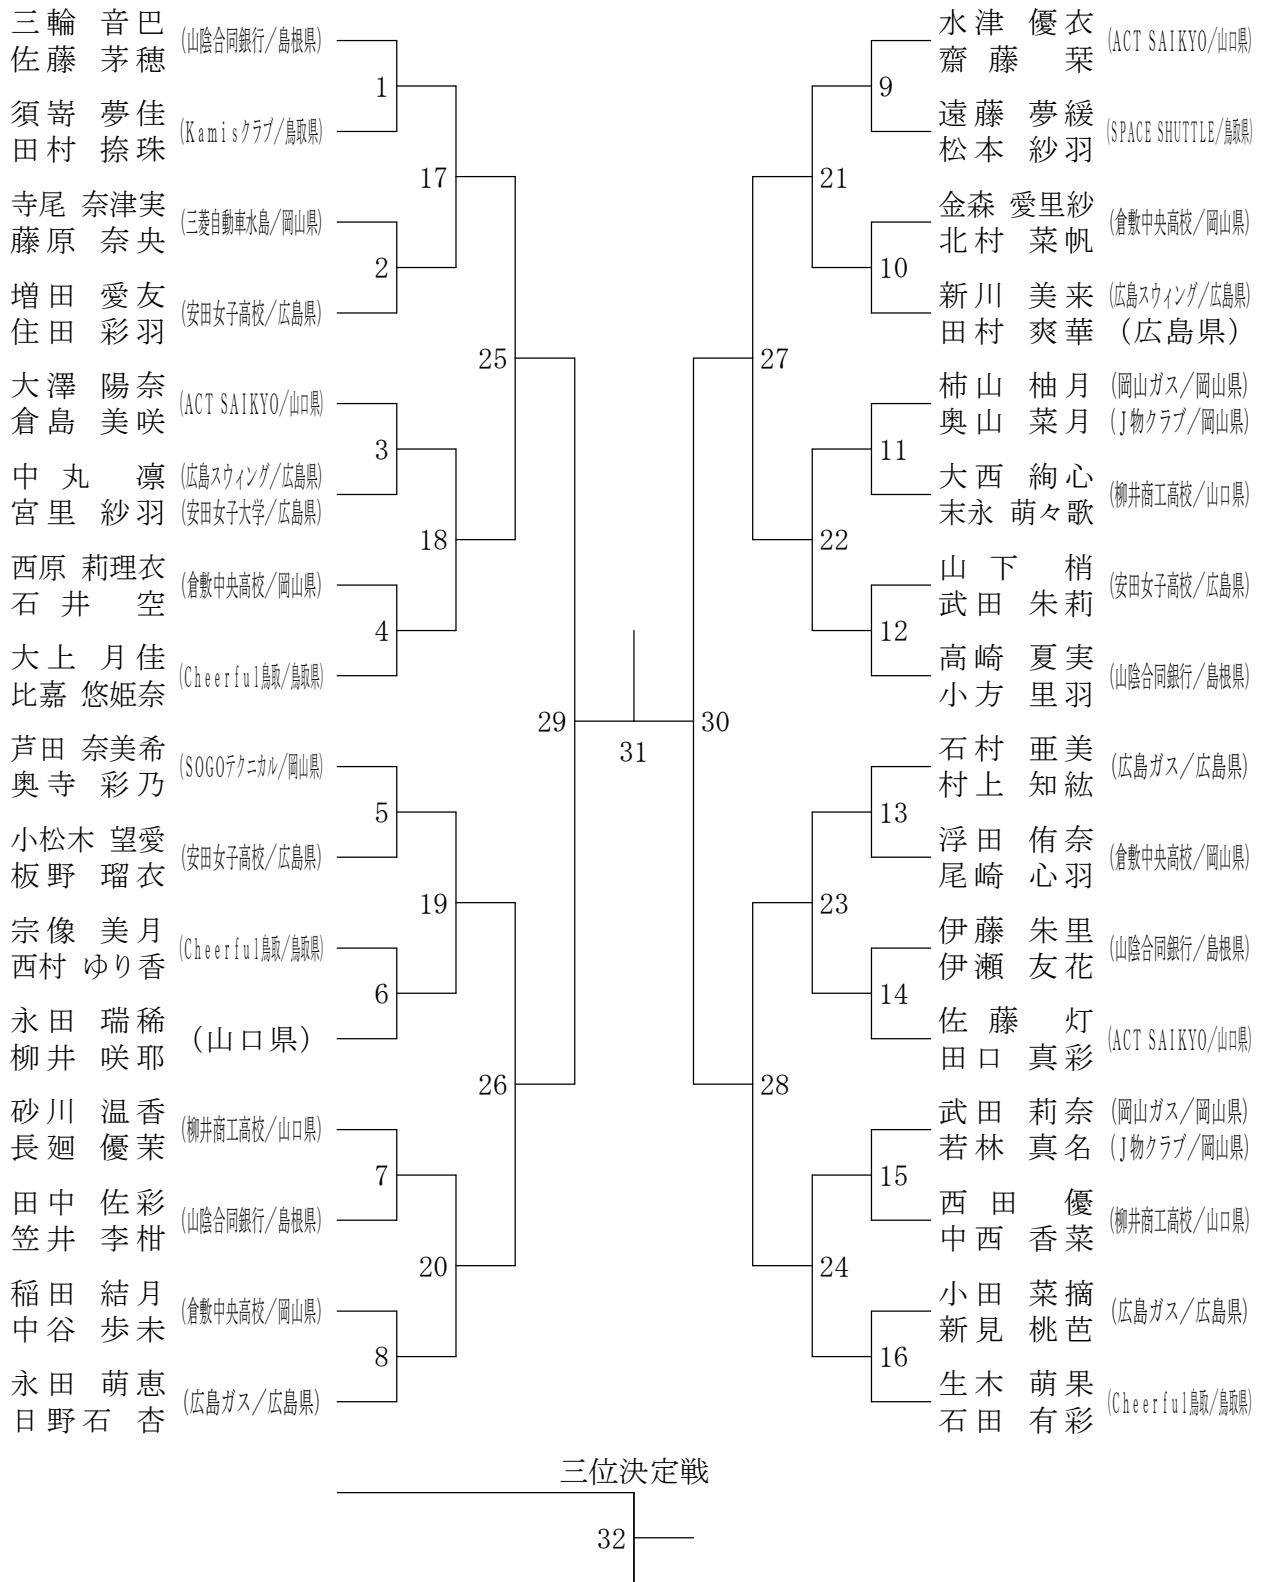 三輪 音巴 (山陰合同銀行/島根県)
佐藤 茅穂
1
須嵜 夢佳 (Kamisクラブ/鳥取県)
田村 捺珠
17
寺尾 奈津実 (三菱自動車水島/岡山県)
藤原 奈央
2
増田 愛友 (安田女子高校/広島県)
住田 彩羽
25
大澤 陽奈 (ACT SAIKYO/山口県)
倉島 美咲
3
中丸 凛 (広島スウィング/広島県)
宮里 紗羽 (安田女子大学/広島県)
18
西原 莉理衣 (倉敷中央高校/岡山県)
石井 空
4
大上 月佳 (Cheerful鳥取/鳥取県)
比嘉 悠姫奈
29
芦田 奈美希 (SOGOテクニカル/岡山県)
奥寺 彩乃
5
小松木 望愛 (安田女子高校/広島県)
板野 瑠衣
19
宗像 美月 (Cheerful鳥取/鳥取県)
西村 ゆり香
6
永田 瑞稀 (山口県)
柳井 咲耶
26
砂川 温香 (柳井商工高校/山口県)
長廻 優茉
7
田中 佐彩 (山陰合同銀行/島根県)
笠井 李柑
20
稲田 結月 (倉敷中央高校/岡山県)
中谷 歩未
8
永田 萌恵 (広島ガス/広島県)
日野石 杏
31
水津 優衣 (ACT SAIKYO/山口県)
齋藤 栞
9
遠藤 夢緩 (SPACE SHUTTLE/鳥取県)
松本 紗羽
21
金森 愛里紗 (倉敷中央高校/岡山県)
北村 菜帆
10
新川 美来 (広島スウィング/広島県)
田村 爽華 (広島県)
27
柿山 柚月 (岡山ガス/岡山県)
奥山 菜月 (J物クラブ/岡山県)
11
大西 絢心 (柳井商工高校/山口県)
末永 萌々歌
22
山下 梢 (安田女子高校/広島県)
武田 朱莉
12
高崎 夏実 (山陰合同銀行/島根県)
小方 里羽
30
石村 亜美 (広島ガス/広島県)
村上 知紘
13
浮田 侑奈 (倉敷中央高校/岡山県)
尾崎 心羽
23
伊藤 朱里 (山陰合同銀行/島根県)
伊瀬 友花
14
佐藤 灯 (ACT SAIKYO/山口県)
田口 真彩
28
武田 莉奈 (岡山ガス/岡山県)
若林 真名 (J物クラブ/岡山県)
15
西田 優 (柳井商工高校/山口県)
中西 香菜
24
小田 菜摘 (広島ガス/広島県)
新見 桃芭
16
生木 萌果 (Cheerful鳥取/鳥取県)
石田 有彩
三位決定戦
32